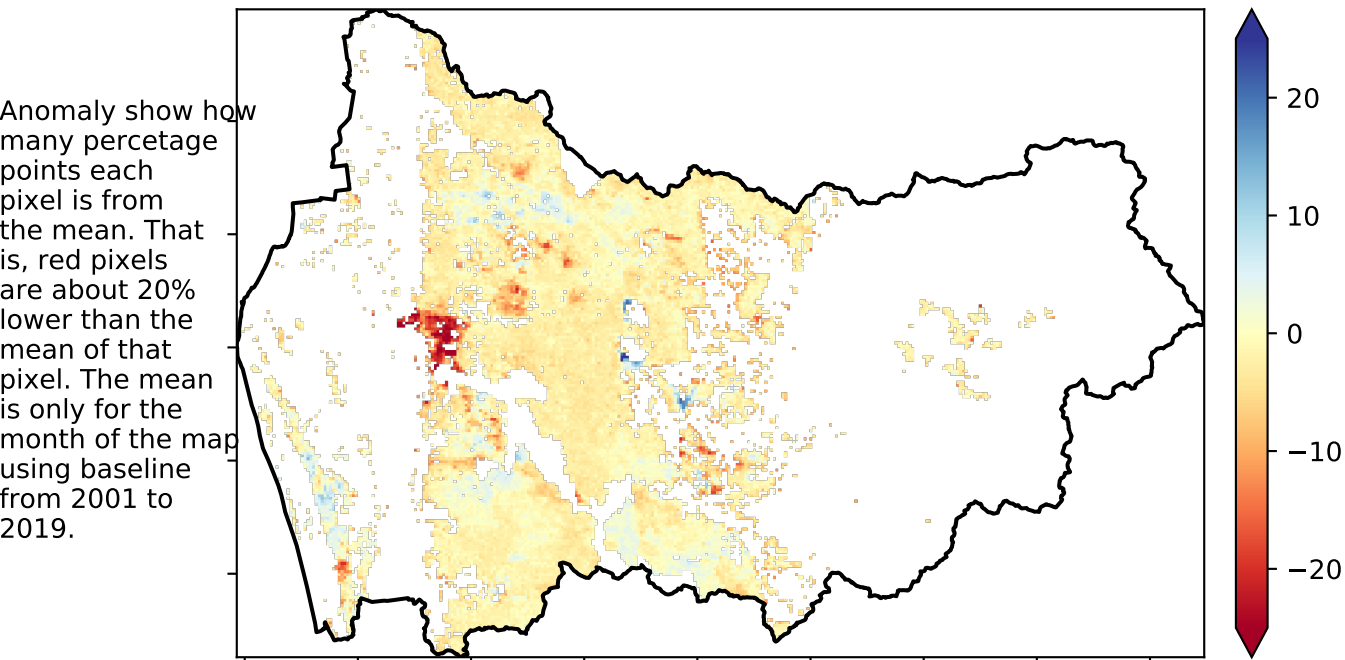 Anomaly show how
many percetage
points each
pixel is from
the mean. That
is, red pixels
are about 20%
lower than the
mean of that
pixel. The mean
is only for the
month of the map
using baseline
from 2001 to
2019.
20
10
0
−10
−20